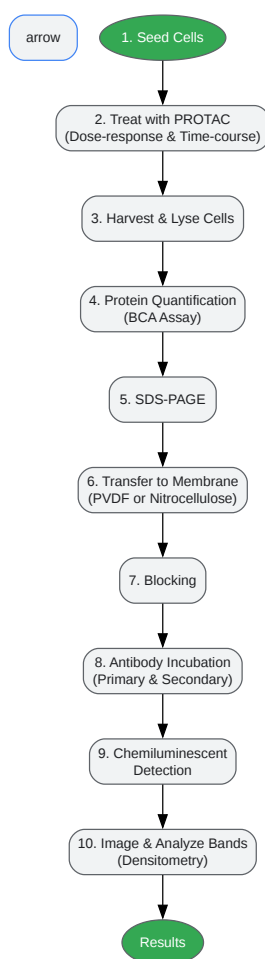 arrow
1. Seed Cells
2. Treat with PROTAC
(Dose-response & Time-course)
3. Harvest & Lyse Cells
4. Protein Quantification
(BCA Assay)
5. SDS-PAGE
6. Transfer to Membrane
(PVDF or Nitrocellulose)
7. Blocking
8. Antibody Incubation
(Primary & Secondary)
9. Chemiluminescent
Detection
10. Image & Analyze Bands
(Densitometry)
Results